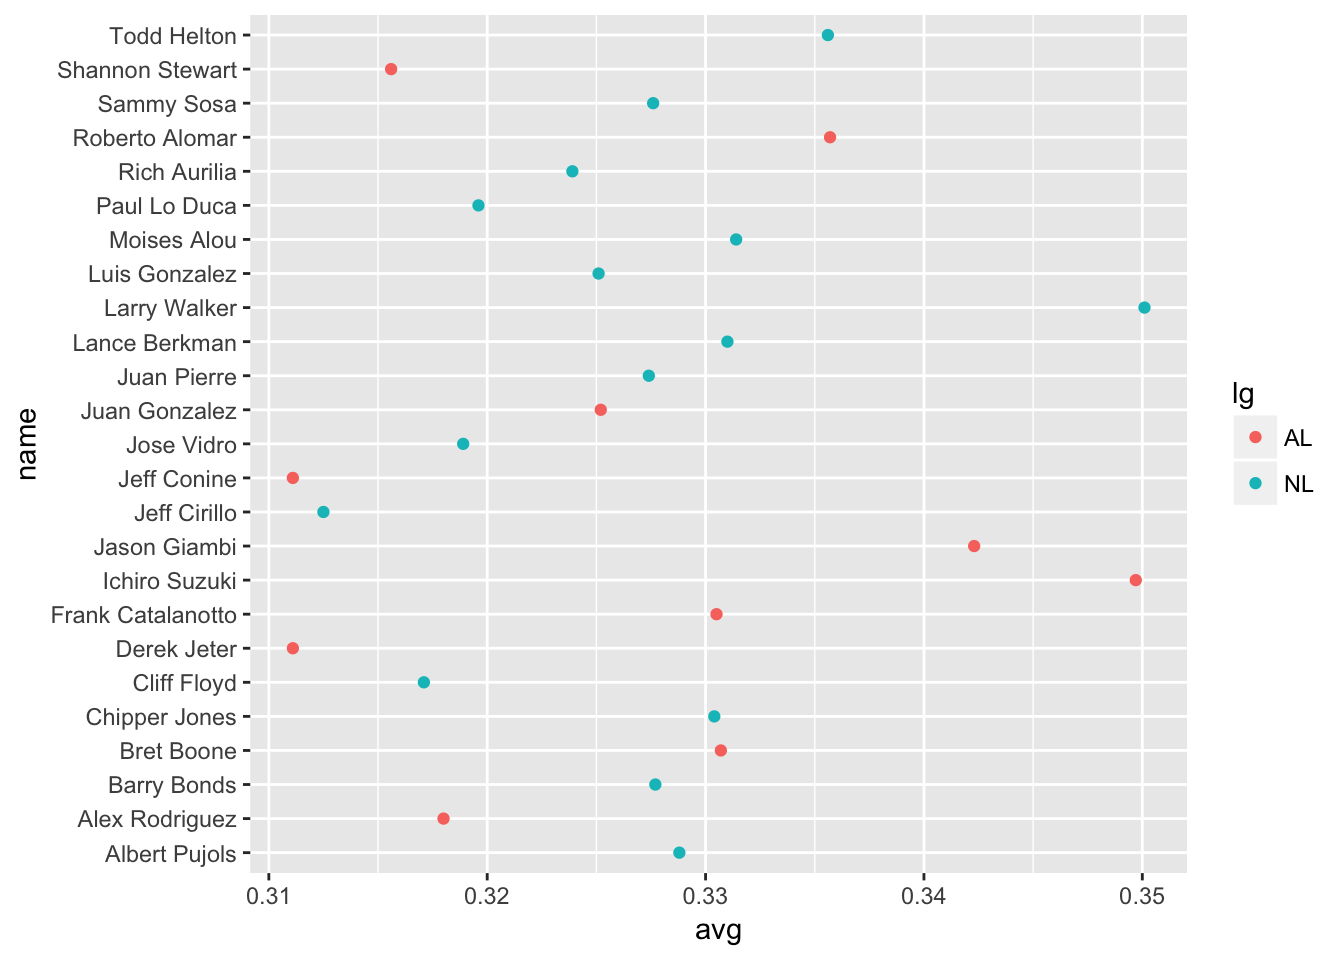 Todd Helton
Shannon Stewart
Sammy Sosa
Roberto Alomar
Rich Aurilia
Paul Lo Duca
Moises Alou
Luis Gonzalez
Larry Walker
Lance Berkman
Juan Pierre
Juan Gonzalez
Jose Vidro
Jeff Conine
Jeff Cirillo
Jason Giambi
Ichiro Suzuki
Frank Catalanotto
Derek Jeter
Cliff Floyd
Chipper Jones
Bret Boone
Barry Bonds
Alex Rodriguez
Albert Pujols
name
0.31 0.32 0.33 0.34 0.35
avg
lg
AL
NL